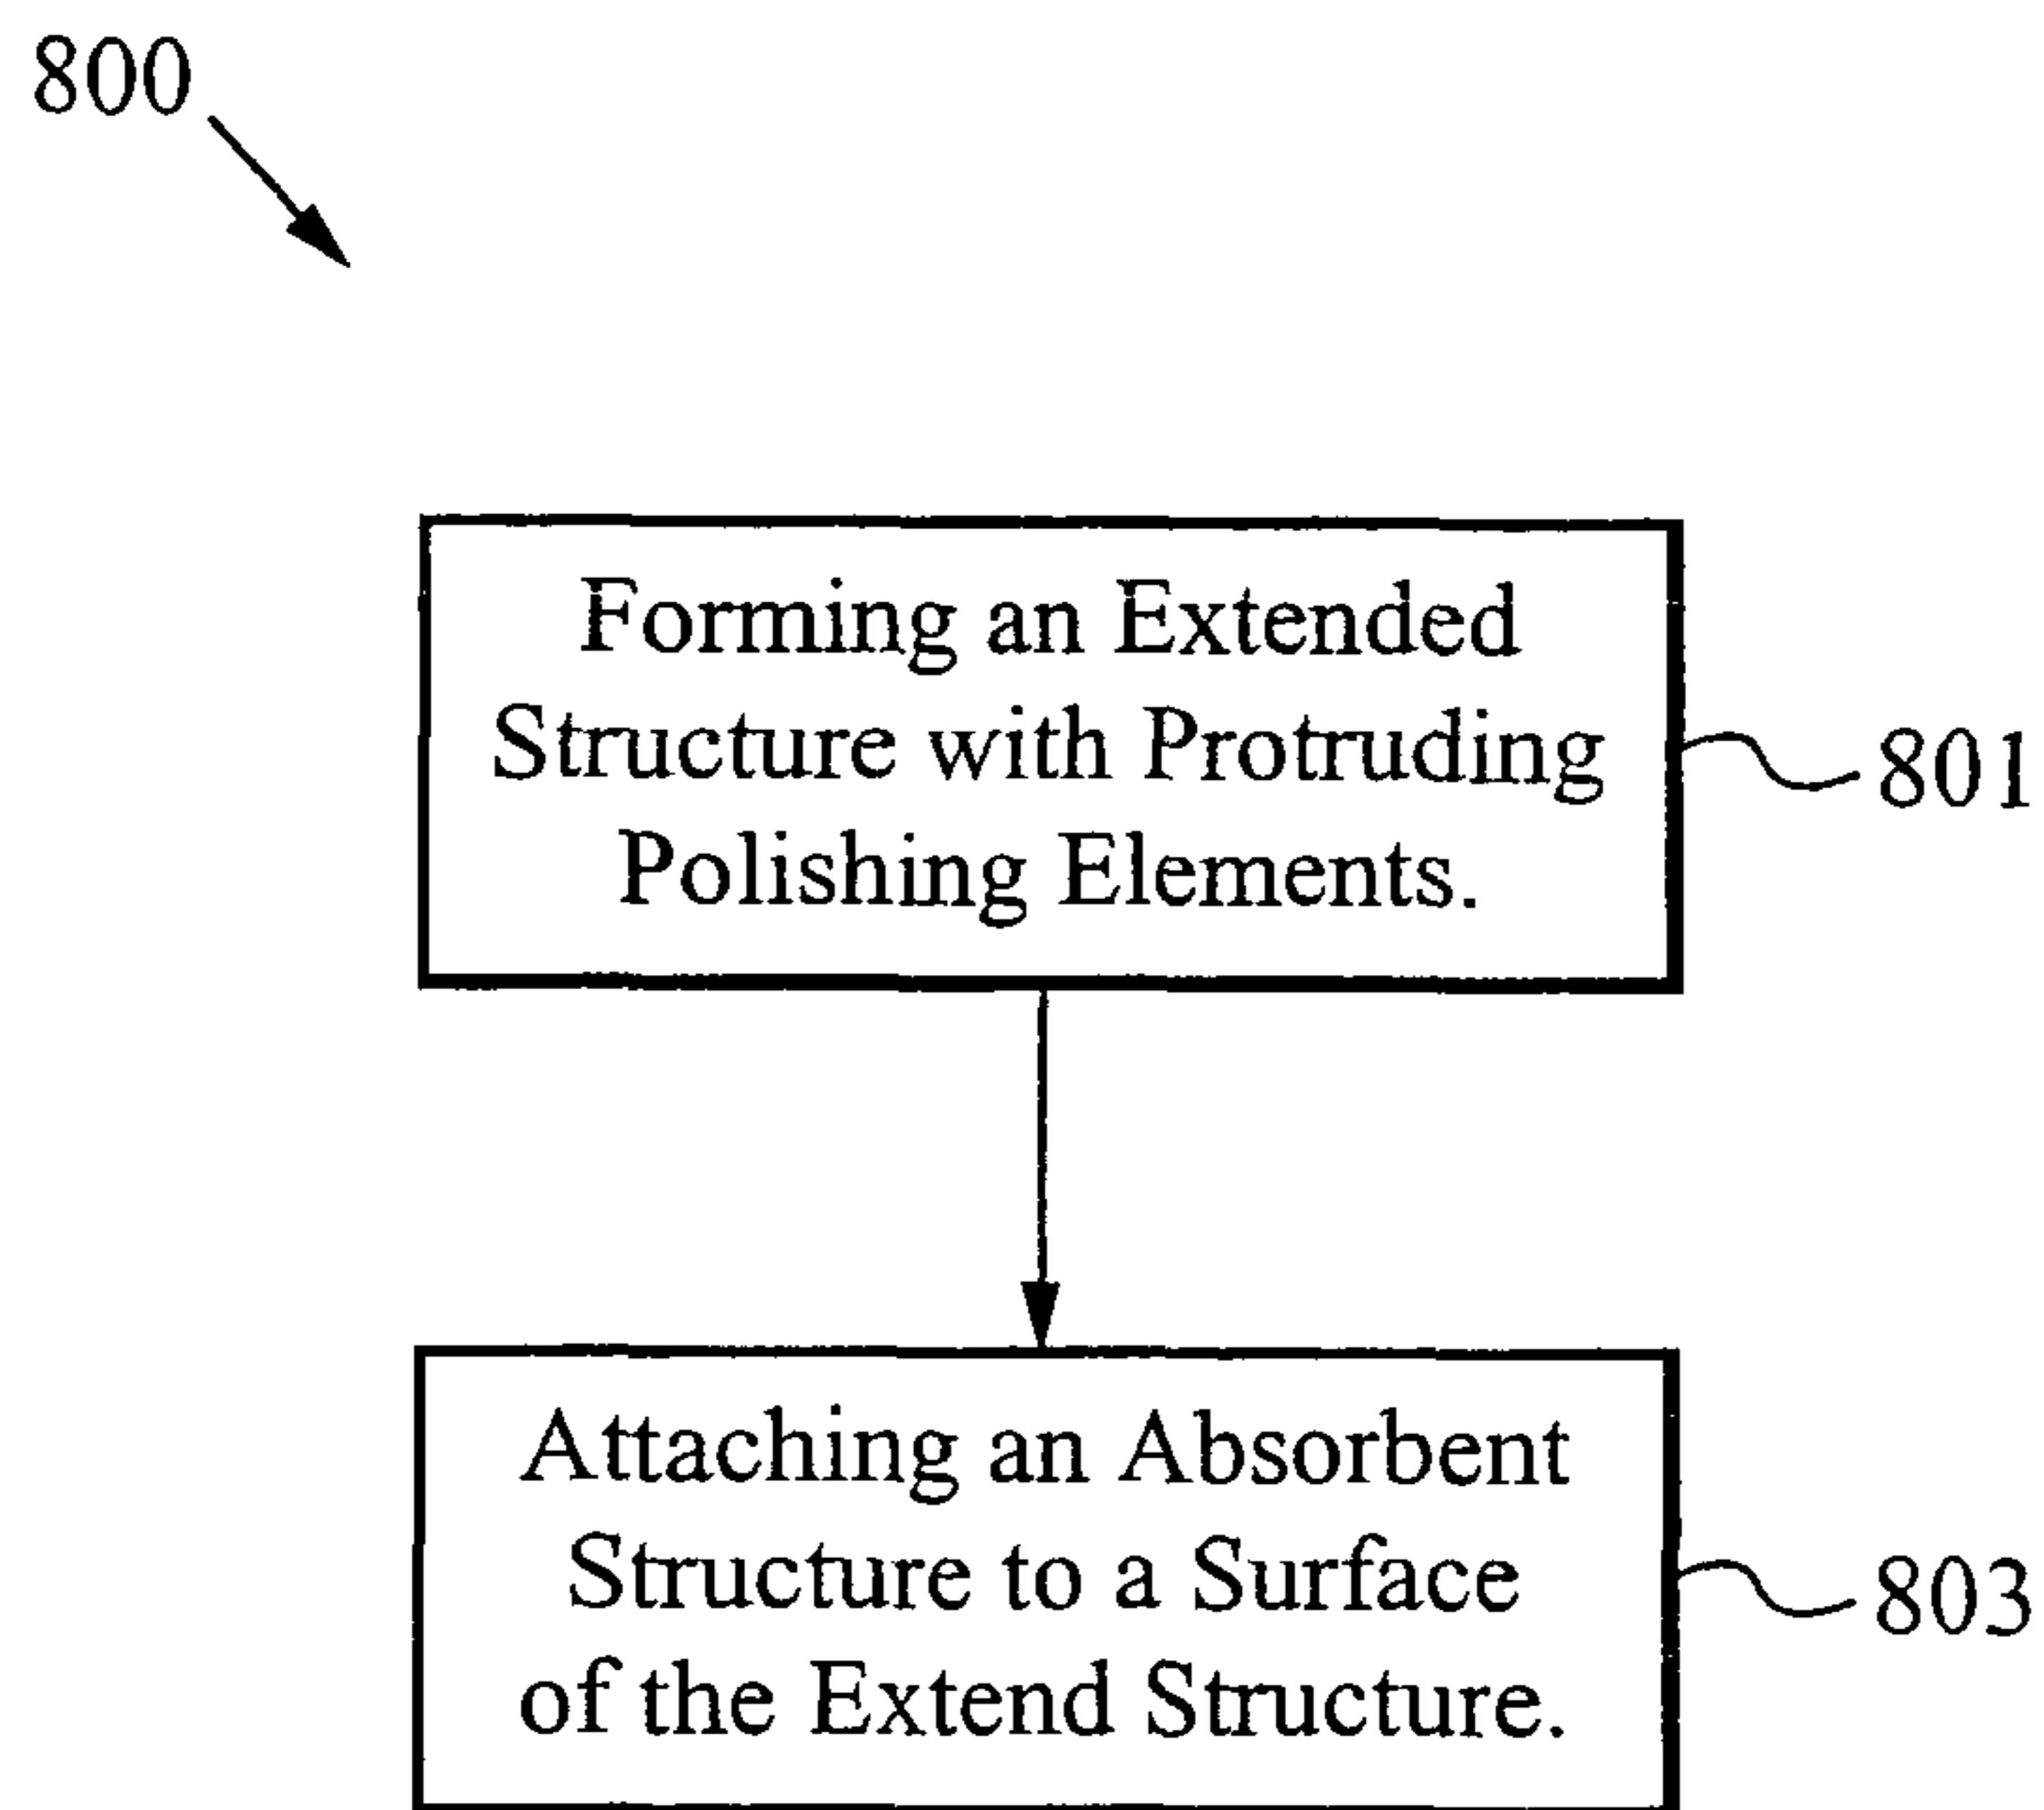 800
Forming an Extended
Structure with Protruding
Polishing Elements.
801
Attaching an Absorbent
Structure to a Surface
of the Extend Structure.
803